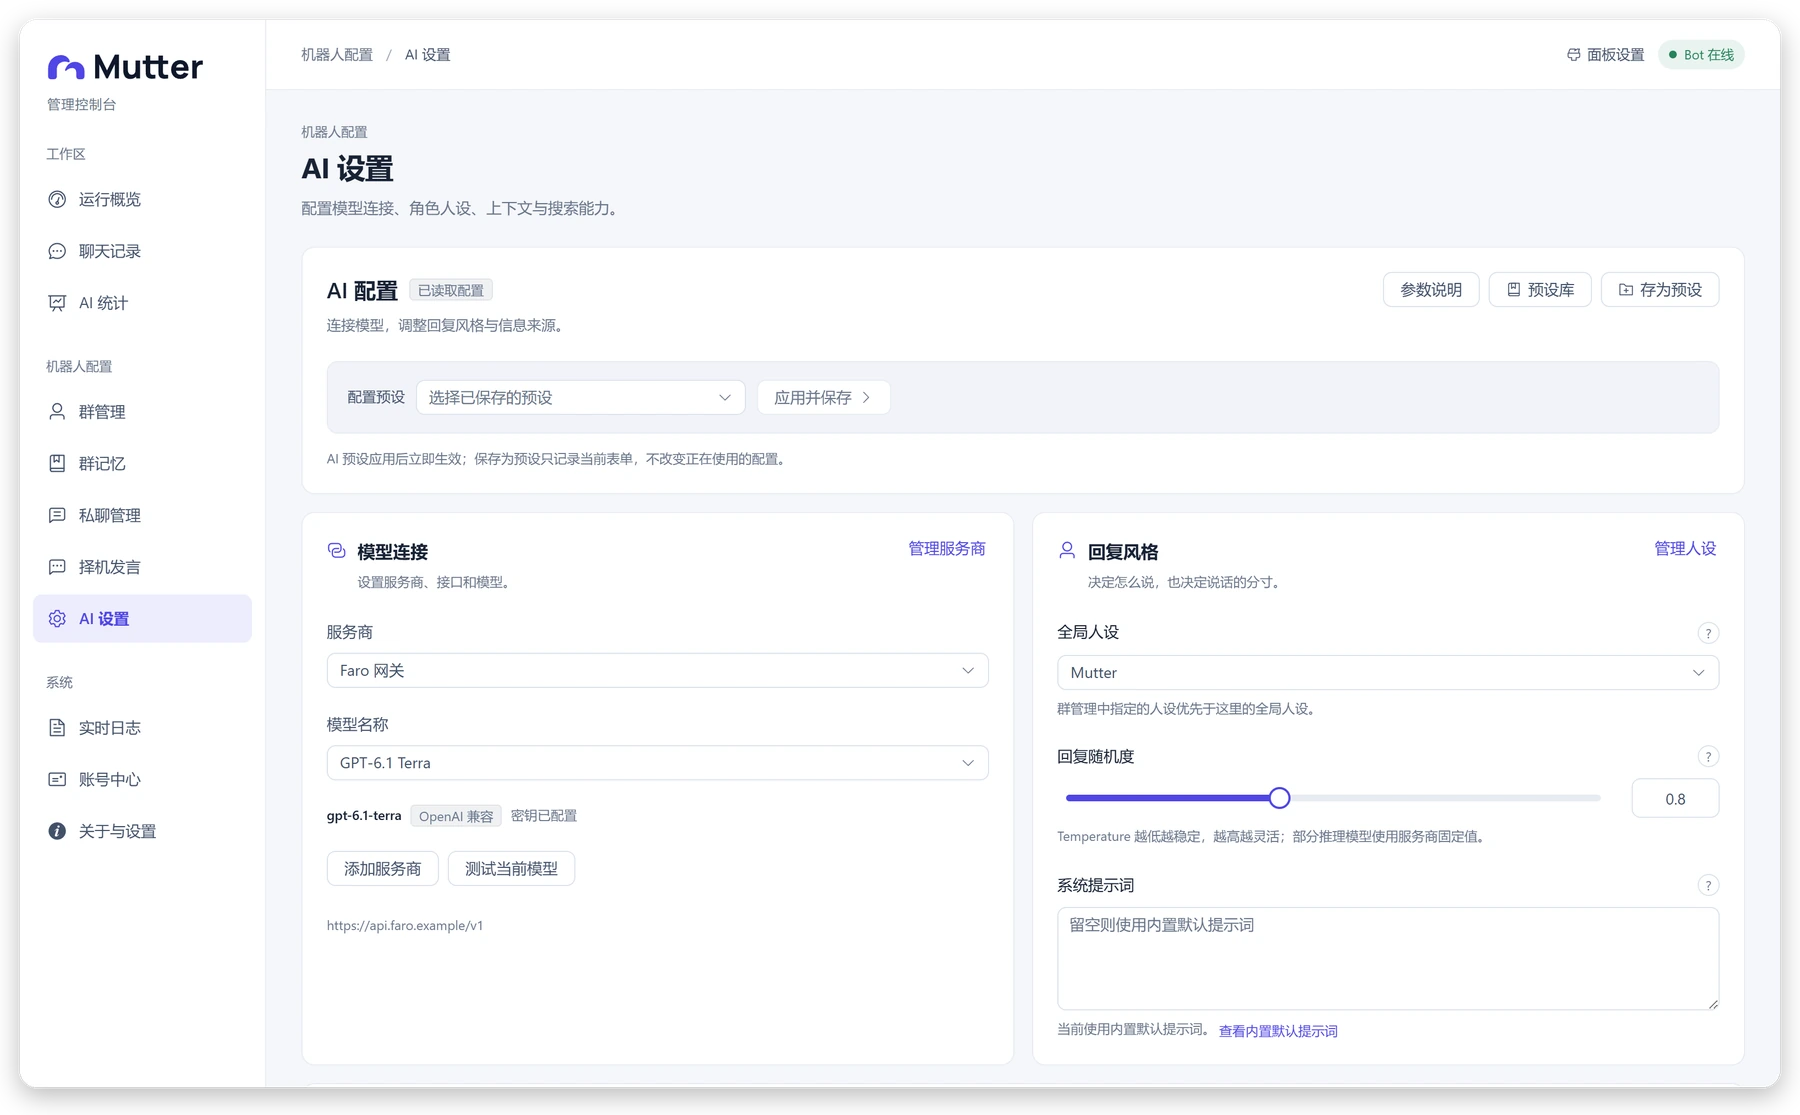 Mutter
管理控制台
工作区
运行概览
聊天记录
AI 统计
机器人配置
群管理
群记忆
私聊管理
择机发言
AI 设置
系统
实时日志
账号中心
关于与设置
机器人配置 / AI 设置
面板设置
Bot 在线
机器人配置
AI 设置
配置模型连接、角色人设、上下文与搜索能力。
AI 配置 已读取配置
参数说明
预设库
存为预设
连接模型，调整回复风格与信息来源。
配置预设 选择已保存的预设 应用并保存
AI 预设应用后立即生效；保存为预设只记录当前表单，不改变正在使用的配置。
模型连接
管理服务商
设置服务商、接口和模型。
服务商
Faro 网关
模型名称
GPT-6.1 Terra
gpt-6.1-terra OpenAI 兼容 密钥已配置
添加服务商 测试当前模型
https://api.faro.example/v1
回复风格
管理人设
决定怎么说，也决定说话的分寸。
全局人设 ?
Mutter
群管理中指定的人设优先于这里的全局人设。
回复随机度 ?
0.8
Temperature 越低越稳定，越高越灵活；部分推理模型使用服务商固定值。
系统提示词 ?
留空则使用内置默认提示词
当前使用内置默认提示词。 查看内置默认提示词